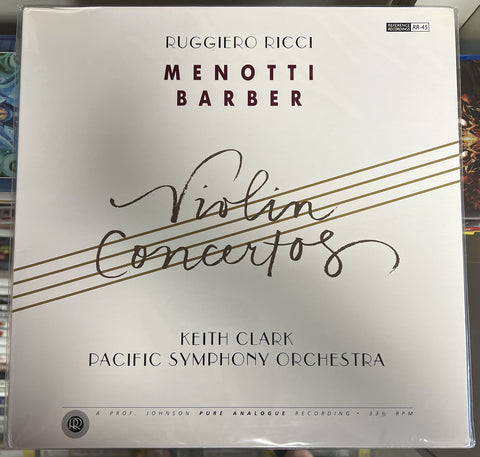 REFERENCE RECORDINGS RR-45
RUGGIERO RICCI
MENOTTI
BARBER
Violin
Concertos
KEITH CLARK
PACIFIC SYMPHONY ORCHESTRA
A PROF. JOHNSON PURE ANALOGUE RECORDING • 33⅓ RPM
RR